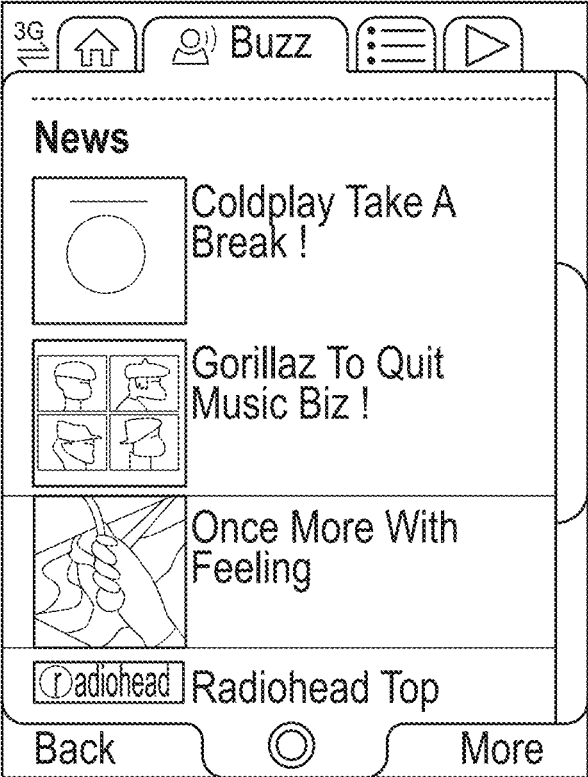 3G
Buzz
News
Coldplay Take A
Break !
Gorillaz To Quit
Music Biz !
Once More With
Feeling
radiohead
Radiohead Top
Back
More